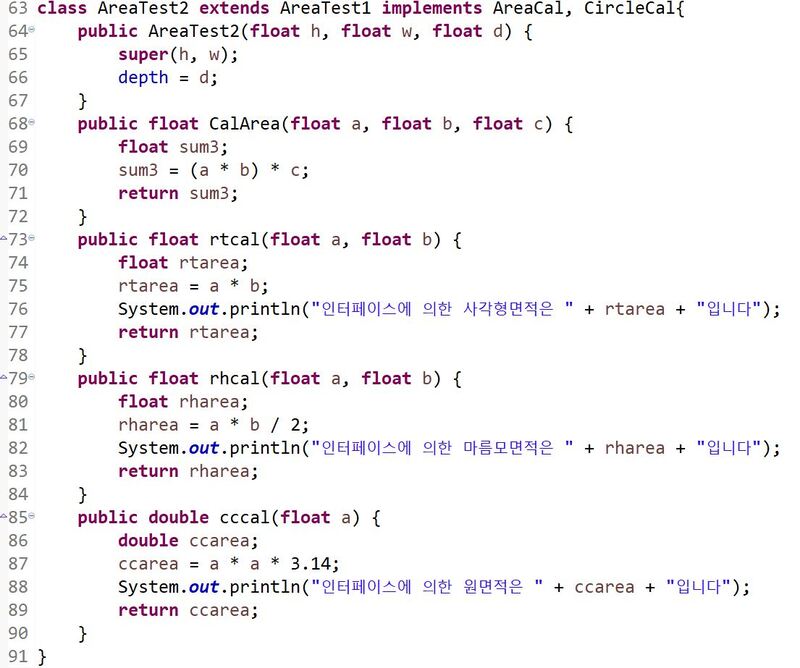 63 class AreaTest2 extends AreaTest1 implements AreaCal, CircleCal{
64     public AreaTest2(float h, float w, float d) {
65         super(h, w);
66         depth = d;
67     }
68     public float CalArea(float a, float b, float c) {
69         float sum3;
70         sum3 = (a * b) * c;
71         return sum3;
72     }
73     public float rtcal(float a, float b) {
74         float rtarea;
75         rtarea = a * b;
76         System.out.println("인터페이스에 의한 사각형면적은 " + rtarea + "입니다");
77         return rtarea;
78     }
79     public float rhcal(float a, float b) {
80         float rharea;
81         rharea = a * b / 2;
82         System.out.println("인터페이스에 의한 마름모면적은 " + rharea + "입니다");
83         return rharea;
84     }
85     public double cccal(float a) {
86         double ccarea;
87         ccarea = a * a * 3.14;
88         System.out.println("인터페이스에 의한 원면적은 " + ccarea + "입니다");
89         return ccarea;
90     }
91 }